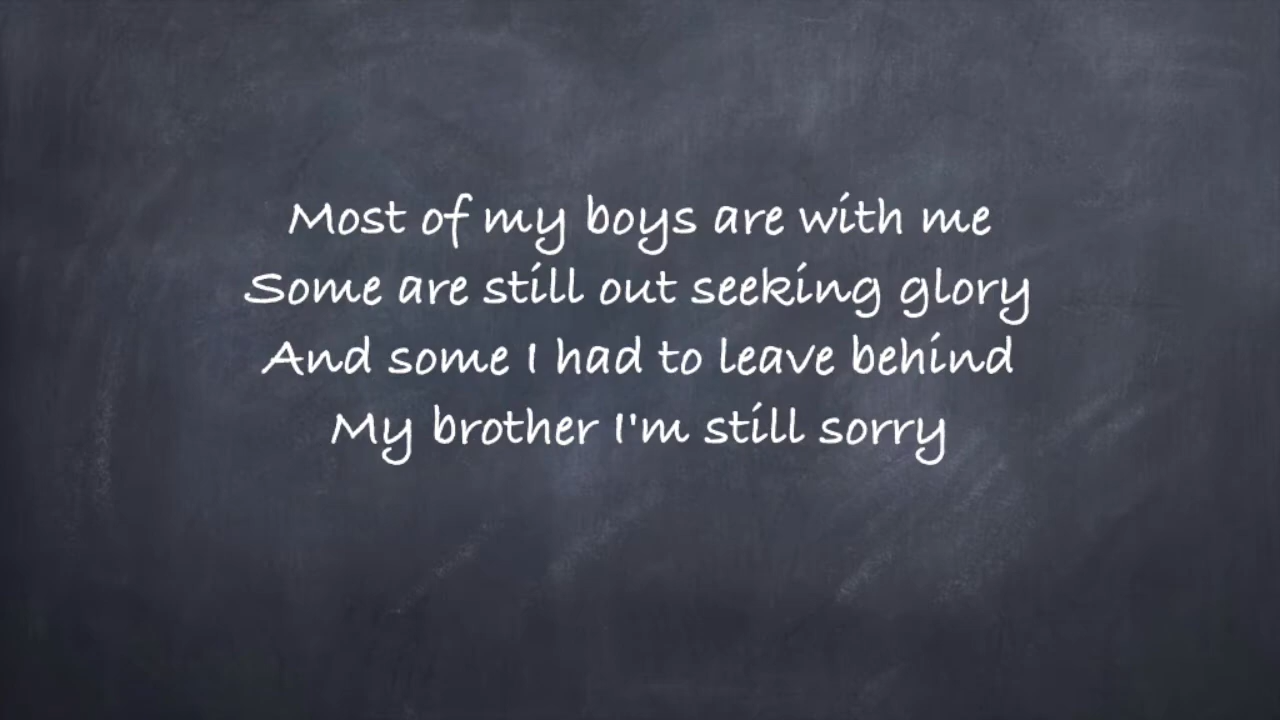 Most of my boys are with me
Some are still out seeking glory
And some I had to leave behind
My brother I'm still sorry